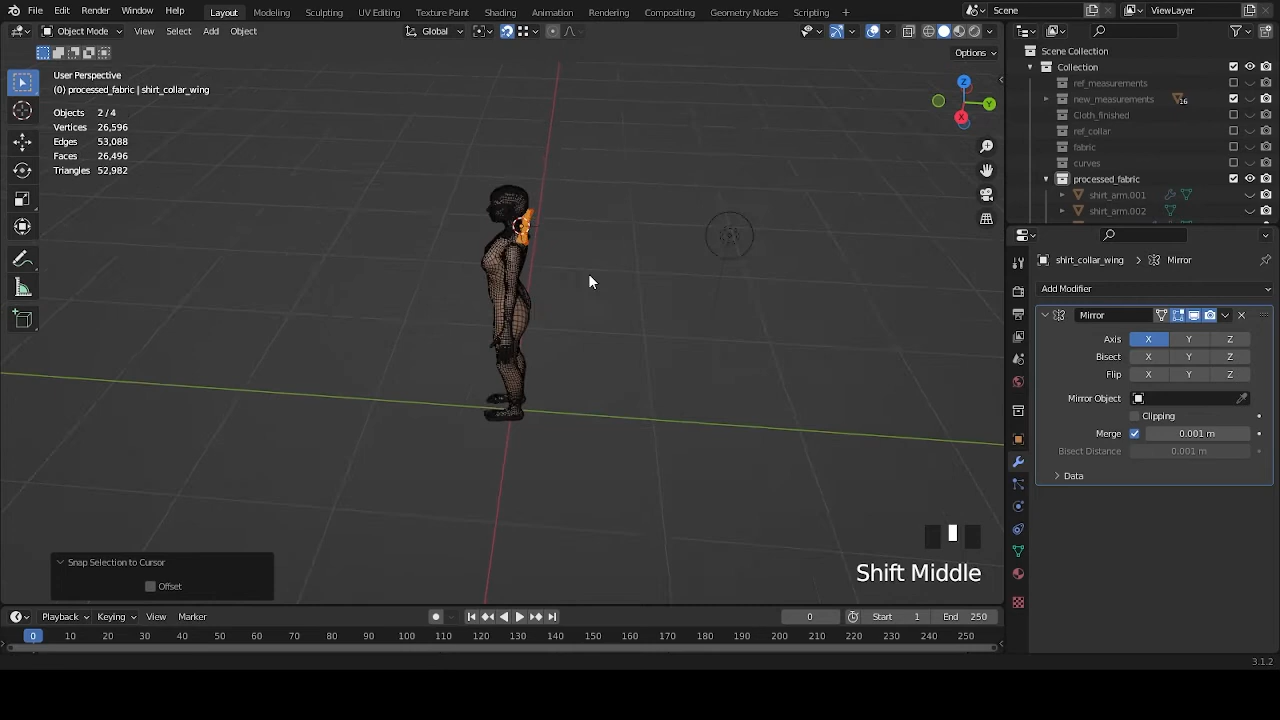 File Edit Render Window Help Layout Modeling Sculpting UV Editing Texture Paint Shading Animation Rendering Compositing Geometry Nodes Scripting + Scene ViewLayer
Object Mode View Select Add Object Global
Options
User Perspective
(0) processed_fabric | shirt_collar_wing
Objects 2/4
Vertices 26,596
Edges 53,088
Faces 26,496
Triangles 52,982
Z
Y
X
Scene Collection
Collection
ref_measurements
new_measurements 16
Cloth_finished
ref_collar
fabric
curves
processed_fabric
shirt_arm.001
shirt_arm.002
shirt_collar_wing > Mirror
Add Modifier
Mirror
Axis X Y Z
Bisect X Y Z
Flip X Y Z
Mirror Object
Clipping
Merge 0.001 m
Bisect Distance 0.001 m
Data
Snap Selection to Cursor
Offset
Shift Middle
Playback Keying View Marker 0 Start 1 End 250
0 10 20 30 40 50 60 70 80 90 100 110 120 130 140 150 160 170 180 190 200 210 220 230 240 250
3.1.2